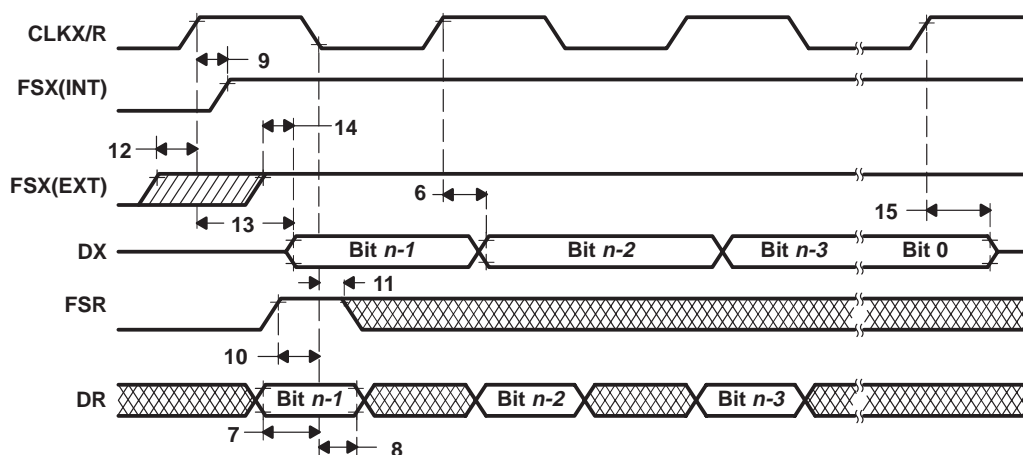 CLKX/R
9
FSX(INT)
14
12
FSX(EXT)
6
13
15
DX
Bit n-1
Bit n-2
Bit n-3
Bit 0
11
FSR
10
DR
Bit n-1
Bit n-2
Bit n-3
7
8